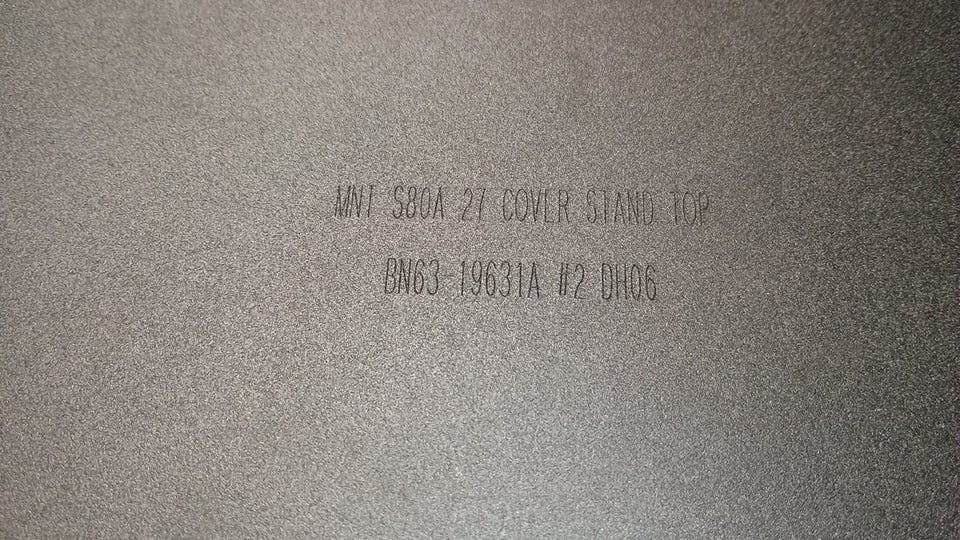 MNT S80A 27 COVER STAND TOP
BN63-19631A #2 DH06